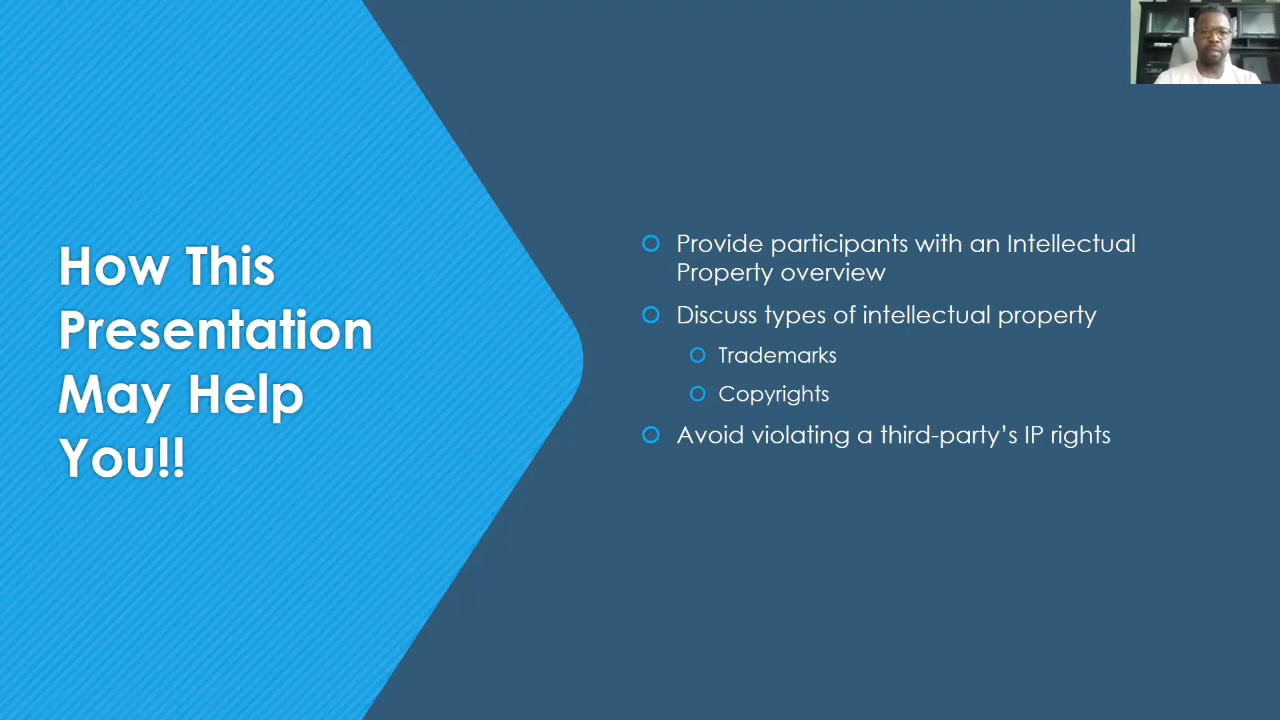 How This
Presentation
May Help
You!!
Provide participants with an Intellectual
Property overview
Discuss types of intellectual property
Trademarks
Copyrights
Avoid violating a third-party’s IP rights